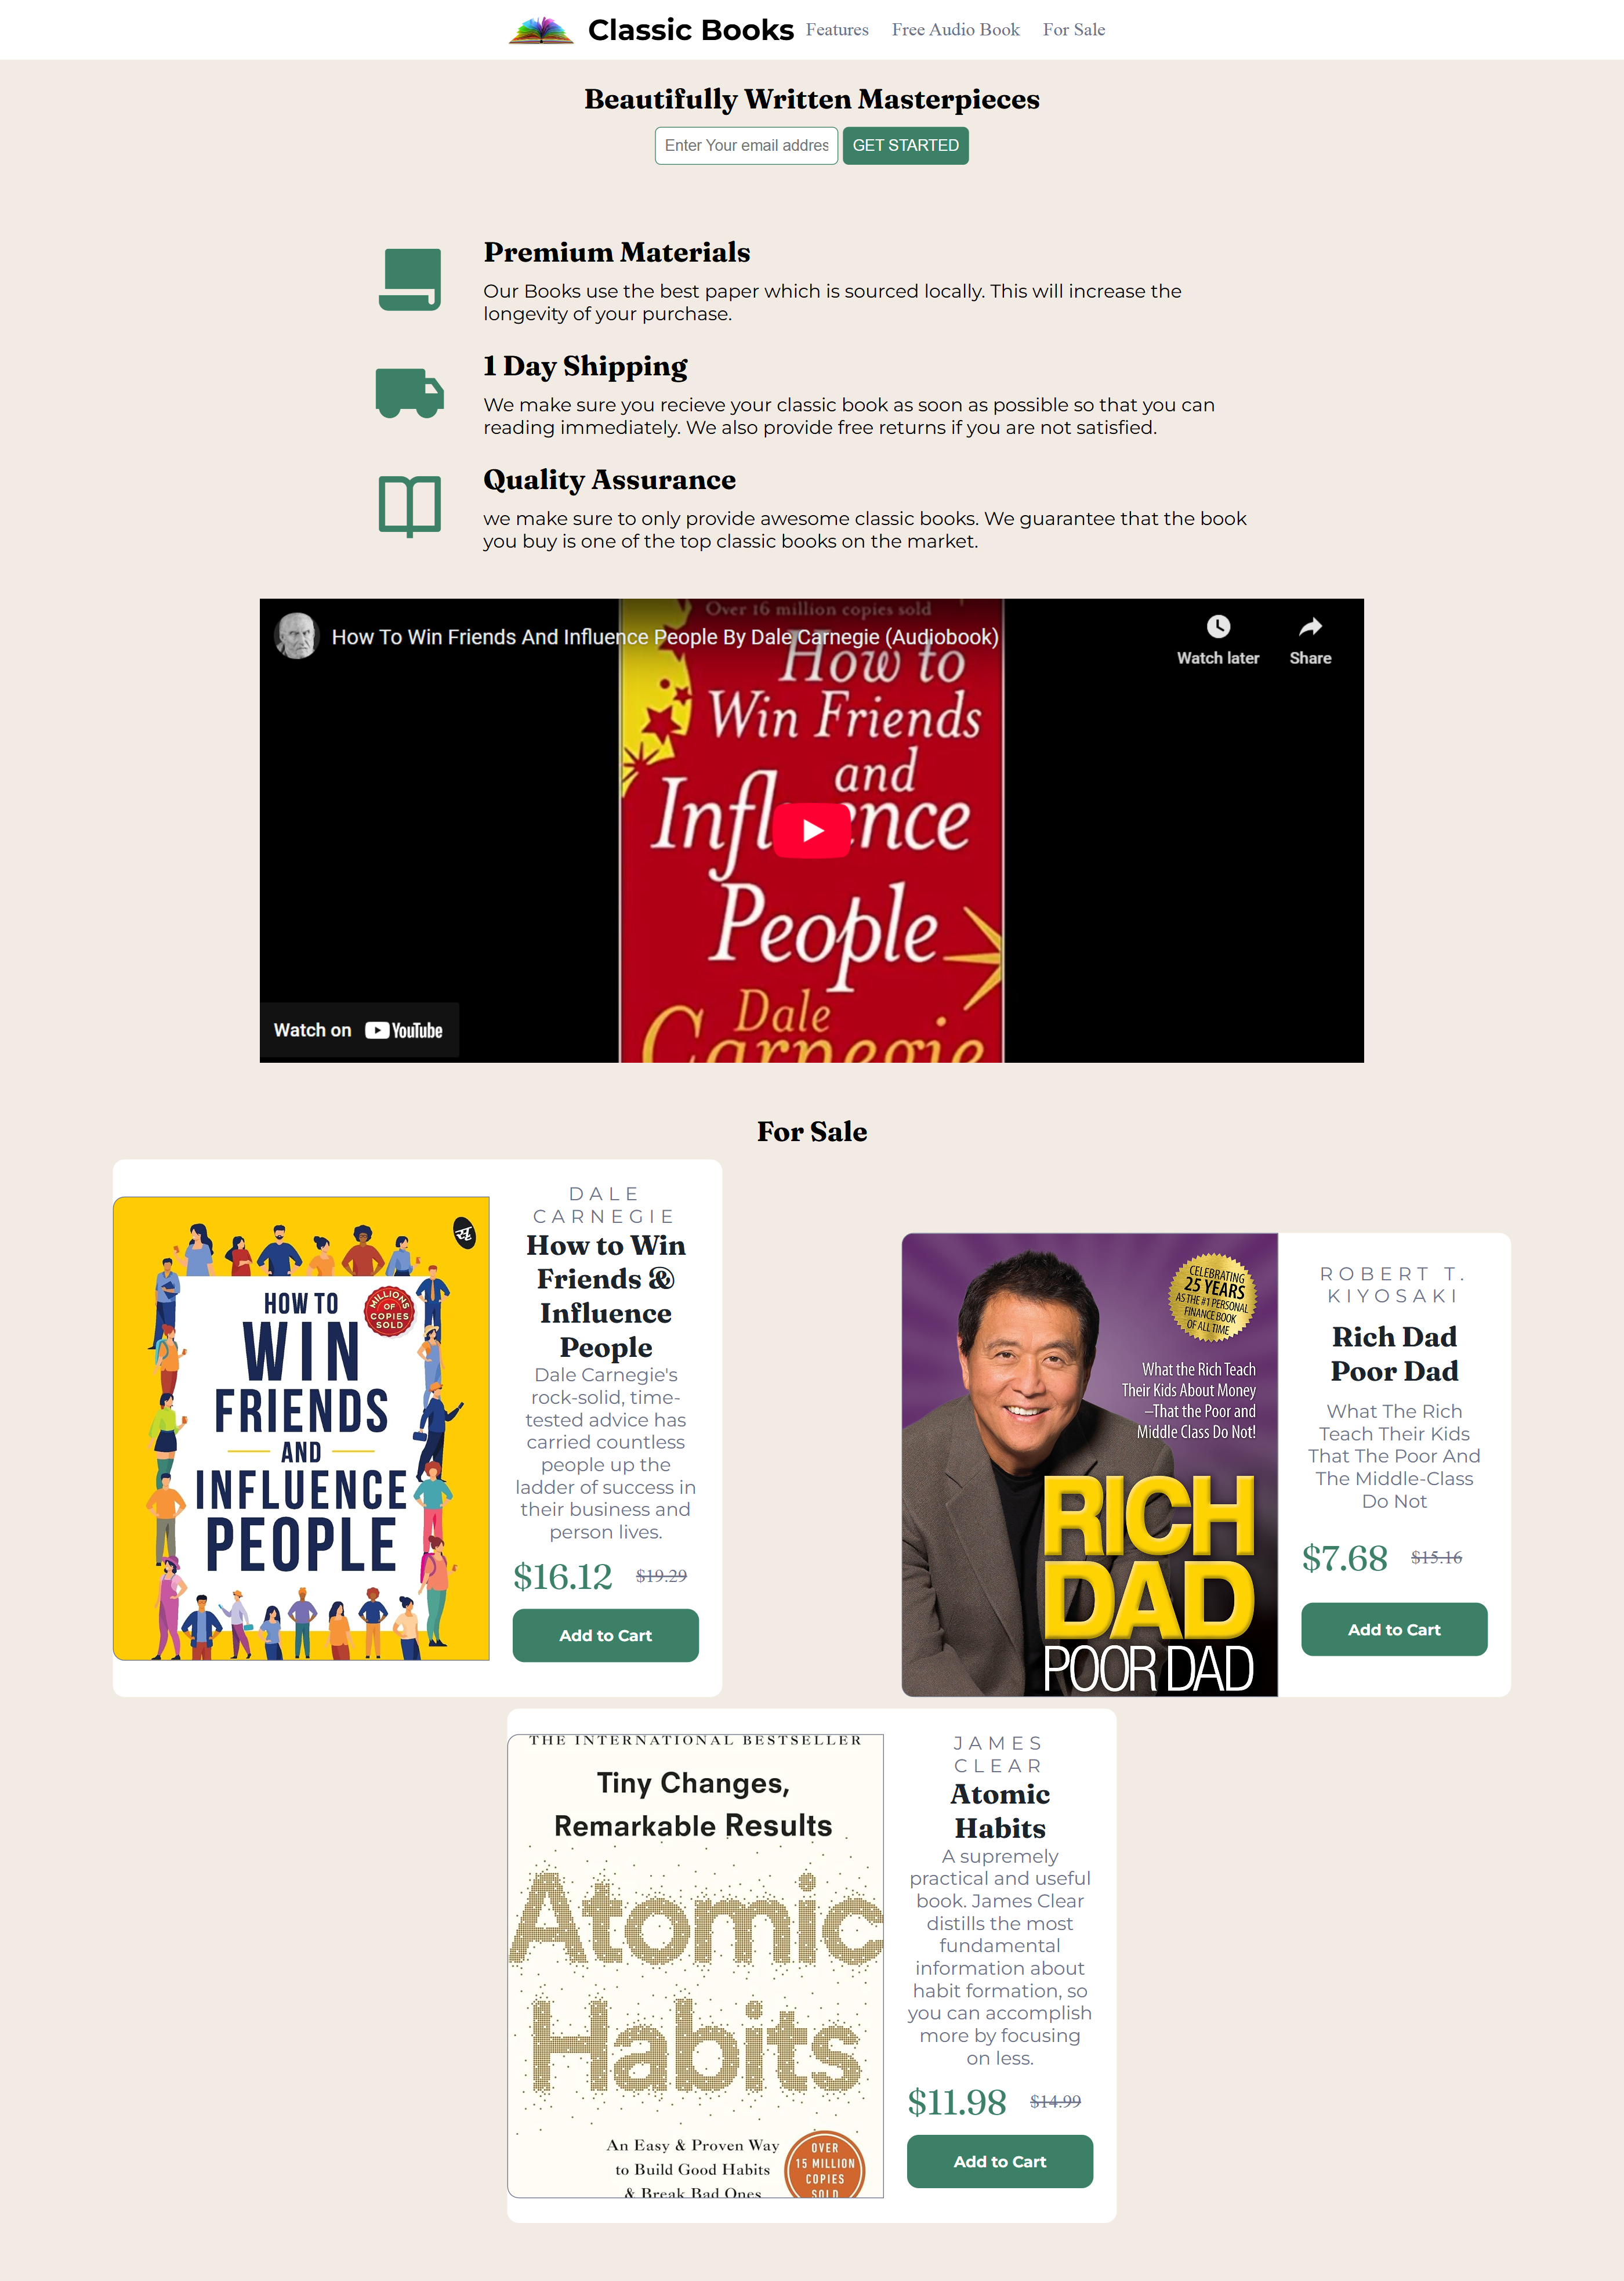 Classic Books
Features
Free Audio Book
For Sale
Beautifully Written Masterpieces
Enter Your email addres
GET STARTED
Premium Materials
Our Books use the best paper which is sourced locally. This will increase the
longevity of your purchase.
1 Day Shipping
We make sure you recieve your classic book as soon as possible so that you can
reading immediately. We also provide free returns if you are not satisfied.
Quality Assurance
we make sure to only provide awesome classic books. We guarantee that the book
you buy is one of the top classic books on the market.
Over 16 million copies sold
How To Win Friends And Influence People By Dale Carnegie (Audiobook)
Watch later
Share
How to
Win Friends
and
Influence
People
Dale
Carnegie
Watch on YouTube
For Sale
HOW TO
WIN
FRIENDS
AND
INFLUENCE
PEOPLE
MILLIONS
OF
COPIES
SOLD
DALE
CARNEGIE
How to Win
Friends &
Influence
People
Dale Carnegie's
rock-solid, time-
tested advice has
carried countless
people up the
ladder of success in
their business and
person lives.
$16.12 $19.29
Add to Cart
CELEBRATING
25 YEARS
AS THE #1 PERSONAL
FINANCE BOOK
OF ALL TIME
What the Rich Teach
Their Kids About Money
–That the Poor and
Middle Class Do Not!
RICH
DAD
POOR DAD
ROBERT T.
KIYOSAKI
Rich Dad
Poor Dad
What The Rich
Teach Their Kids
That The Poor And
The Middle-Class
Do Not
$7.68 $15.16
Add to Cart
THE INTERNATIONAL BESTSELLER
Tiny Changes,
Remarkable Results
Atomic
Habits
An Easy & Proven Way
to Build Good Habits
& Break Bad Ones
OVER
15 MILLION
COPIES
SOLD
JAMES
CLEAR
Atomic
Habits
A supremely
practical and useful
book. James Clear
distills the most
fundamental
information about
habit formation, so
you can accomplish
more by focusing
on less.
$11.98 $14.99
Add to Cart